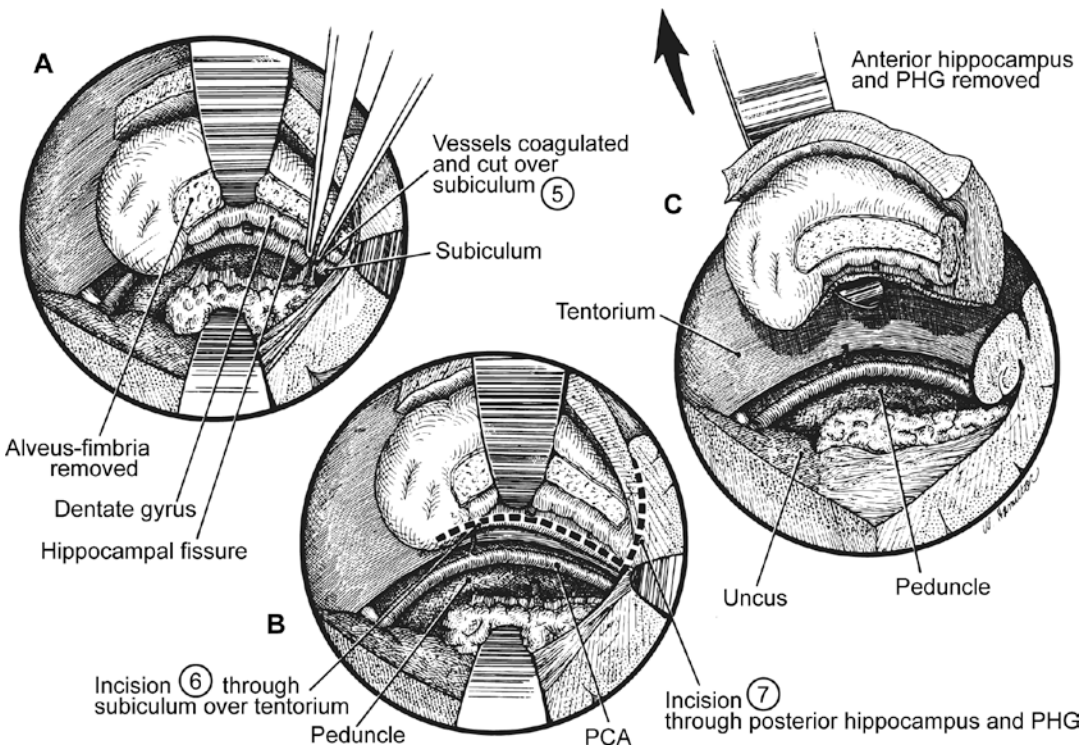 A
Vessels coagulated
and cut over
subiculum 5
Subiculum
Alveus-fimbria
removed
Dentate gyrus
Hippocampal fissure
B
Incision 6 through
subiculum over tentorium
Peduncle
PCA
Incision 7
through posterior hippocampus and PHG
Anterior hippocampus
and PHG removed
C
Tentorium
Uncus
Peduncle